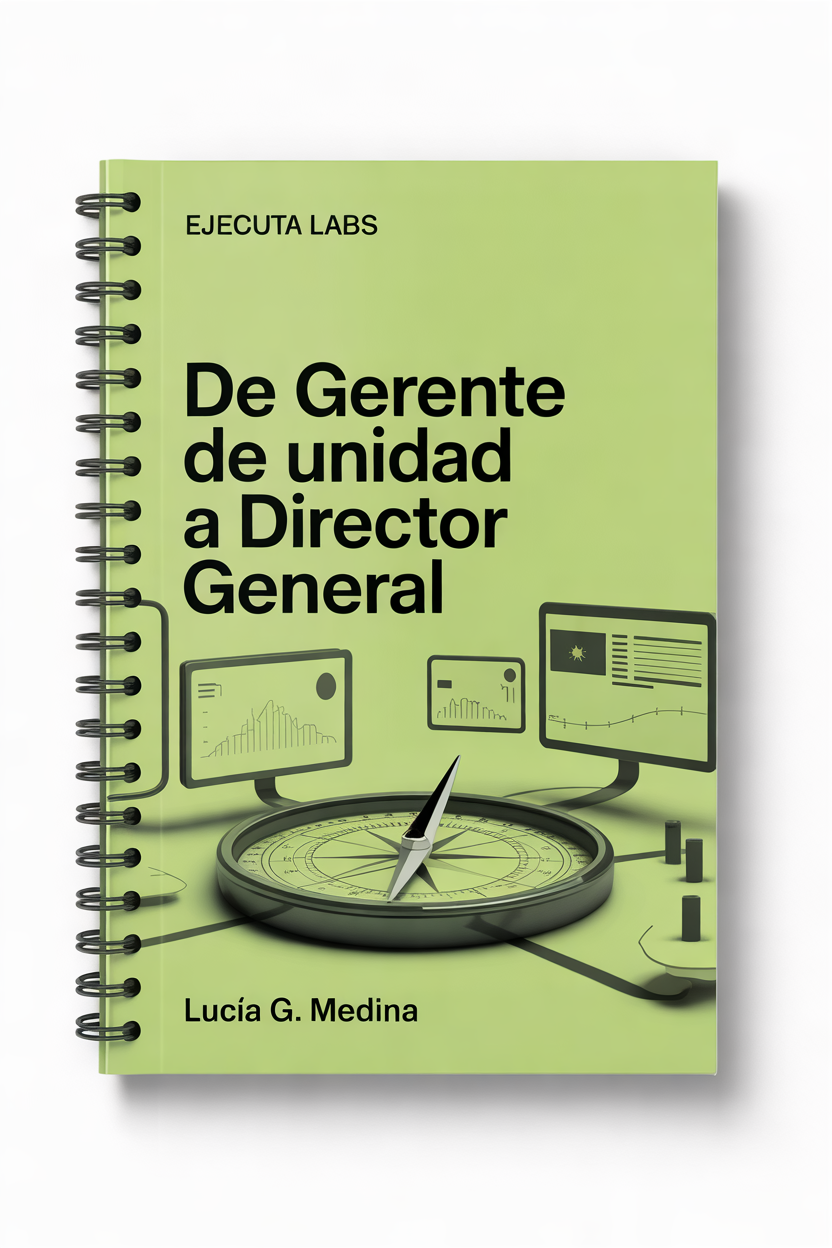 EJECUTA LABS
De Gerente
de unidad
a Director
General
Lucía G. Medina